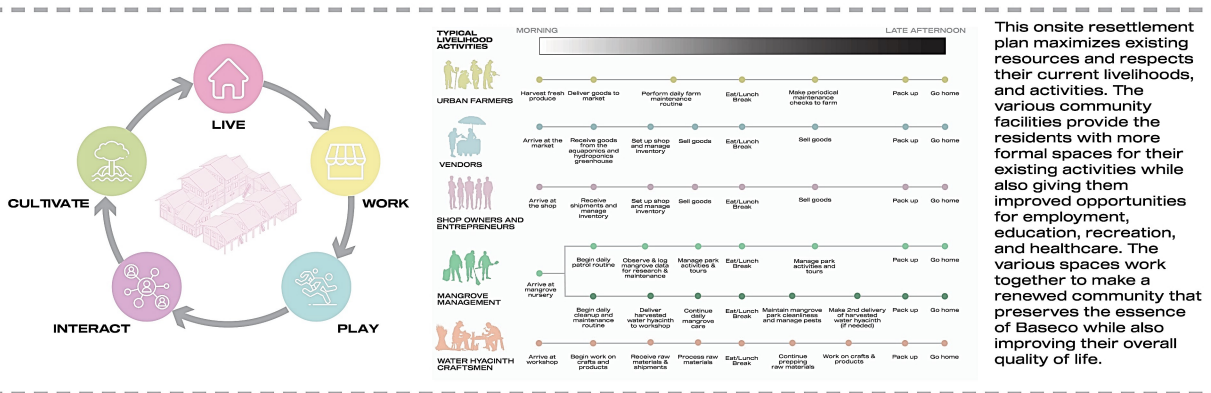 LIVE
WORK
PLAY
INTERACT
CULTIVATE
TYPICAL
LIVELIHOOD
ACTIVITIES
MORNING
LATE AFTERNOON
URBAN FARMERS
Harvest fresh
produce
Deliver goods to
market
Perform daily farm
maintenance
routine
Eat/Lunch
Break
Make periodical
maintenance
checks to farm
Pack up
Go home
VENDORS
Arrive at the
market
Receive goods
from the
aquaponics and
hydroponics
greenhouse
Set up shop
and manage
inventory
Sell goods
Eat/Lunch
Break
Sell goods
Pack up
Go home
SHOP OWNERS AND
ENTREPRENEURS
Arrive
at the shop
Receive
shipments and
manage
inventory
Set up shop
and manage
inventory
Sell goods
Eat/Lunch
Break
Sell goods
Pack up
Go home
MANGROVE
MANAGEMENT
Arrive at
mangrove
nursery
Begin daily
patrol routine
Observe & log
mangrove data
for research &
maintenance
Manage park
activities &
tours
Eat/Lunch
Break
Manage park
activities and
tours
Pack up
Go home
Begin daily
cleanup and
maintenance
routine
Deliver
harvested
water hyacinth
to workshop
Continue
daily
mangrove
care
Eat/Lunch
Break
Maintain mangrove
park cleanliness
and manage pests
Make 2nd delivery
of harvested
water hyacinth
(if needed)
Pack up
Go home
WATER HYACINTH
CRAFTSMEN
Arrive at
workshop
Begin work on
crafts and
products
Receive raw
materials &
shipments
Process raw
materials
Eat/Lunch
Break
Continue
prepping
raw materials
Work on crafts &
products
Pack up
Go home
This onsite resettlement
plan maximizes existing
resources and respects
their current livelihoods,
and activities. The
various community
facilities provide the
residents with more
formal spaces for their
existing activities while
also giving them
improved opportunities
for employment,
education, recreation,
and healthcare. The
various spaces work
together to make a
renewed community that
preserves the essence
of Baseco while also
improving their overall
quality of life.